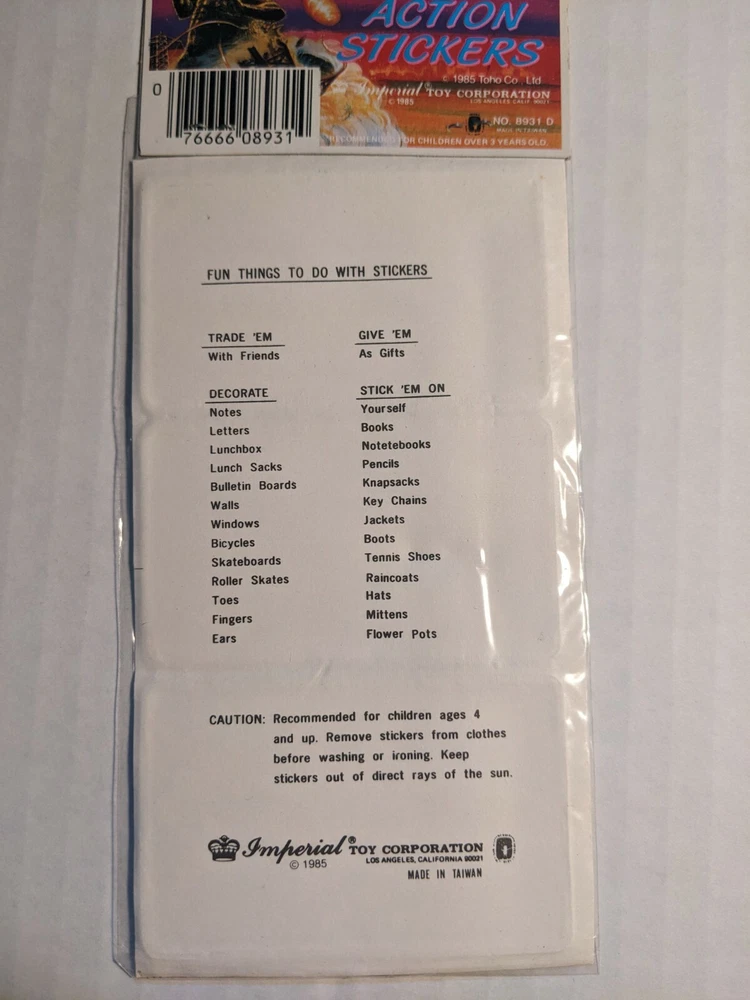 ACTION
STICKERS
© 1985 Toho Co., Ltd
Imperial® TOY CORPORATION
© 1985
LOS ANGELES, CALIF. 90021
NO. 8931 D
MADE IN TAIWAN
RECOMMENDED FOR CHILDREN OVER 3 YEARS OLD.
0 76666 08931
FUN THINGS TO DO WITH STICKERS
TRADE 'EM
With Friends
GIVE 'EM
As Gifts
DECORATE
Notes
Letters
Lunchbox
Lunch Sacks
Bulletin Boards
Walls
Windows
Bicycles
Skateboards
Roller Skates
Toes
Fingers
Ears
STICK 'EM ON
Yourself
Books
Notetebooks
Pencils
Knapsacks
Key Chains
Jackets
Boots
Tennis Shoes
Raincoats
Hats
Mittens
Flower Pots
CAUTION: Recommended for children ages 4
and up. Remove stickers from clothes
before washing or ironing. Keep
stickers out of direct rays of the sun.
Imperial® TOY CORPORATION
© 1985
LOS ANGELES, CALIFORNIA 90021
MADE IN TAIWAN